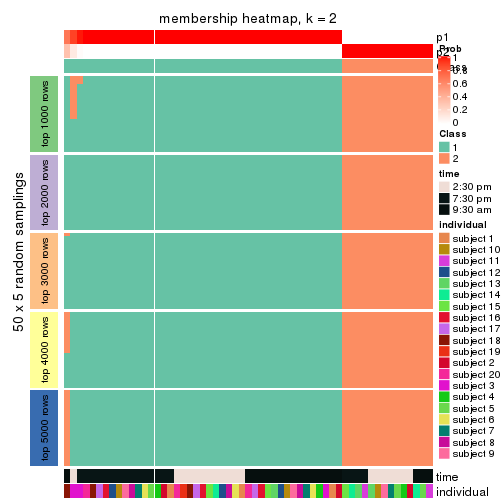 membership heatmap, k = 2
p1
p2
Class
Prob
1
0.8
0.6
0.4
0.2
0
Class
1
2
time
2:30 pm
7:30 pm
9:30 am
individual
subject 1
subject 10
subject 11
subject 12
subject 13
subject 14
subject 15
subject 16
subject 17
subject 18
subject 19
subject 2
subject 20
subject 3
subject 4
subject 5
subject 6
subject 7
subject 8
subject 9
50 x 5 random samplings
top 1000 rows
top 2000 rows
top 3000 rows
top 4000 rows
top 5000 rows
time
individual